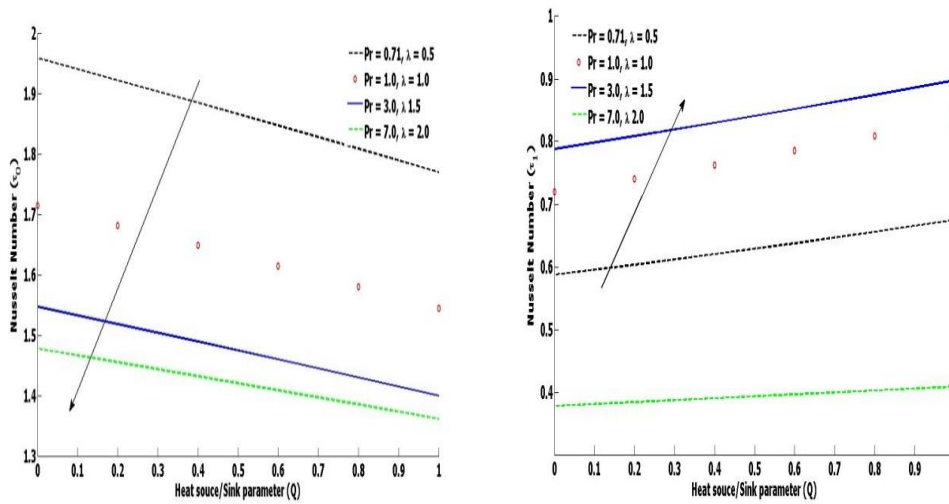 2
1.9
1.8
1.7
1.6
1.5
1.4
1.3
Nusselt Number (τ0)
Pr = 0.71, λ = 0.5
Pr = 1.0, λ = 1.0
Pr = 3.0, λ 1.5
Pr = 7.0, λ = 2.0
0 0.1 0.2 0.3 0.4 0.5 0.6 0.7 0.8 0.9 1
Heat souce/Sink parameter (Q)
1
0.9
0.8
0.7
0.6
0.5
0.4
Nusselt Number (τ1)
Pr = 0.71, λ = 0.5
Pr = 1.0, λ = 1.0
Pr = 3.0, λ = 1.5
Pr = 7.0, λ = 2.0
0 0.1 0.2 0.3 0.4 0.5 0.6 0.7 0.8 0.9
Heat souce/Sink parameter (Q)